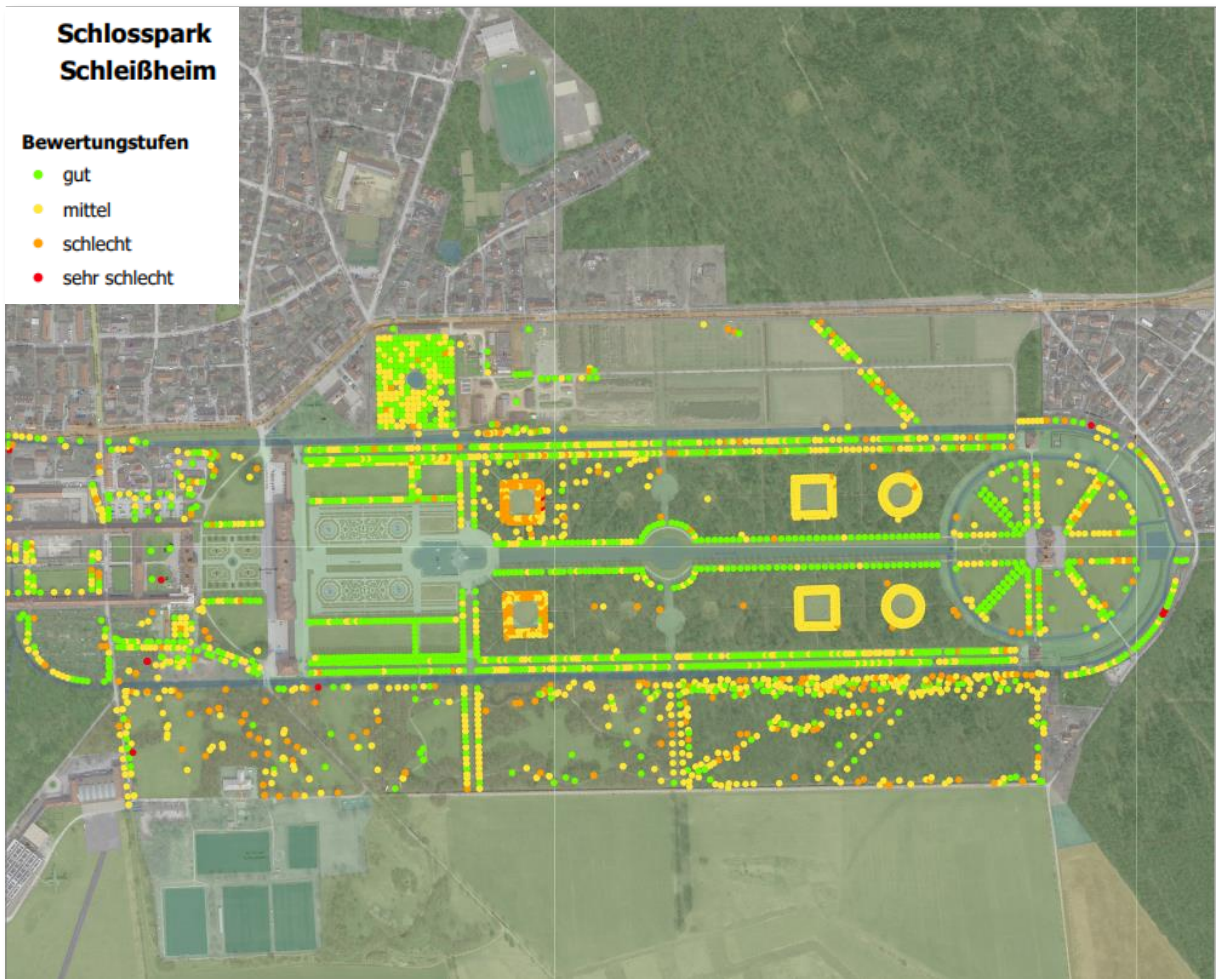 Schlosspark
Schleißheim
Bewertungstufen
gut
mittel
schlecht
sehr schlecht